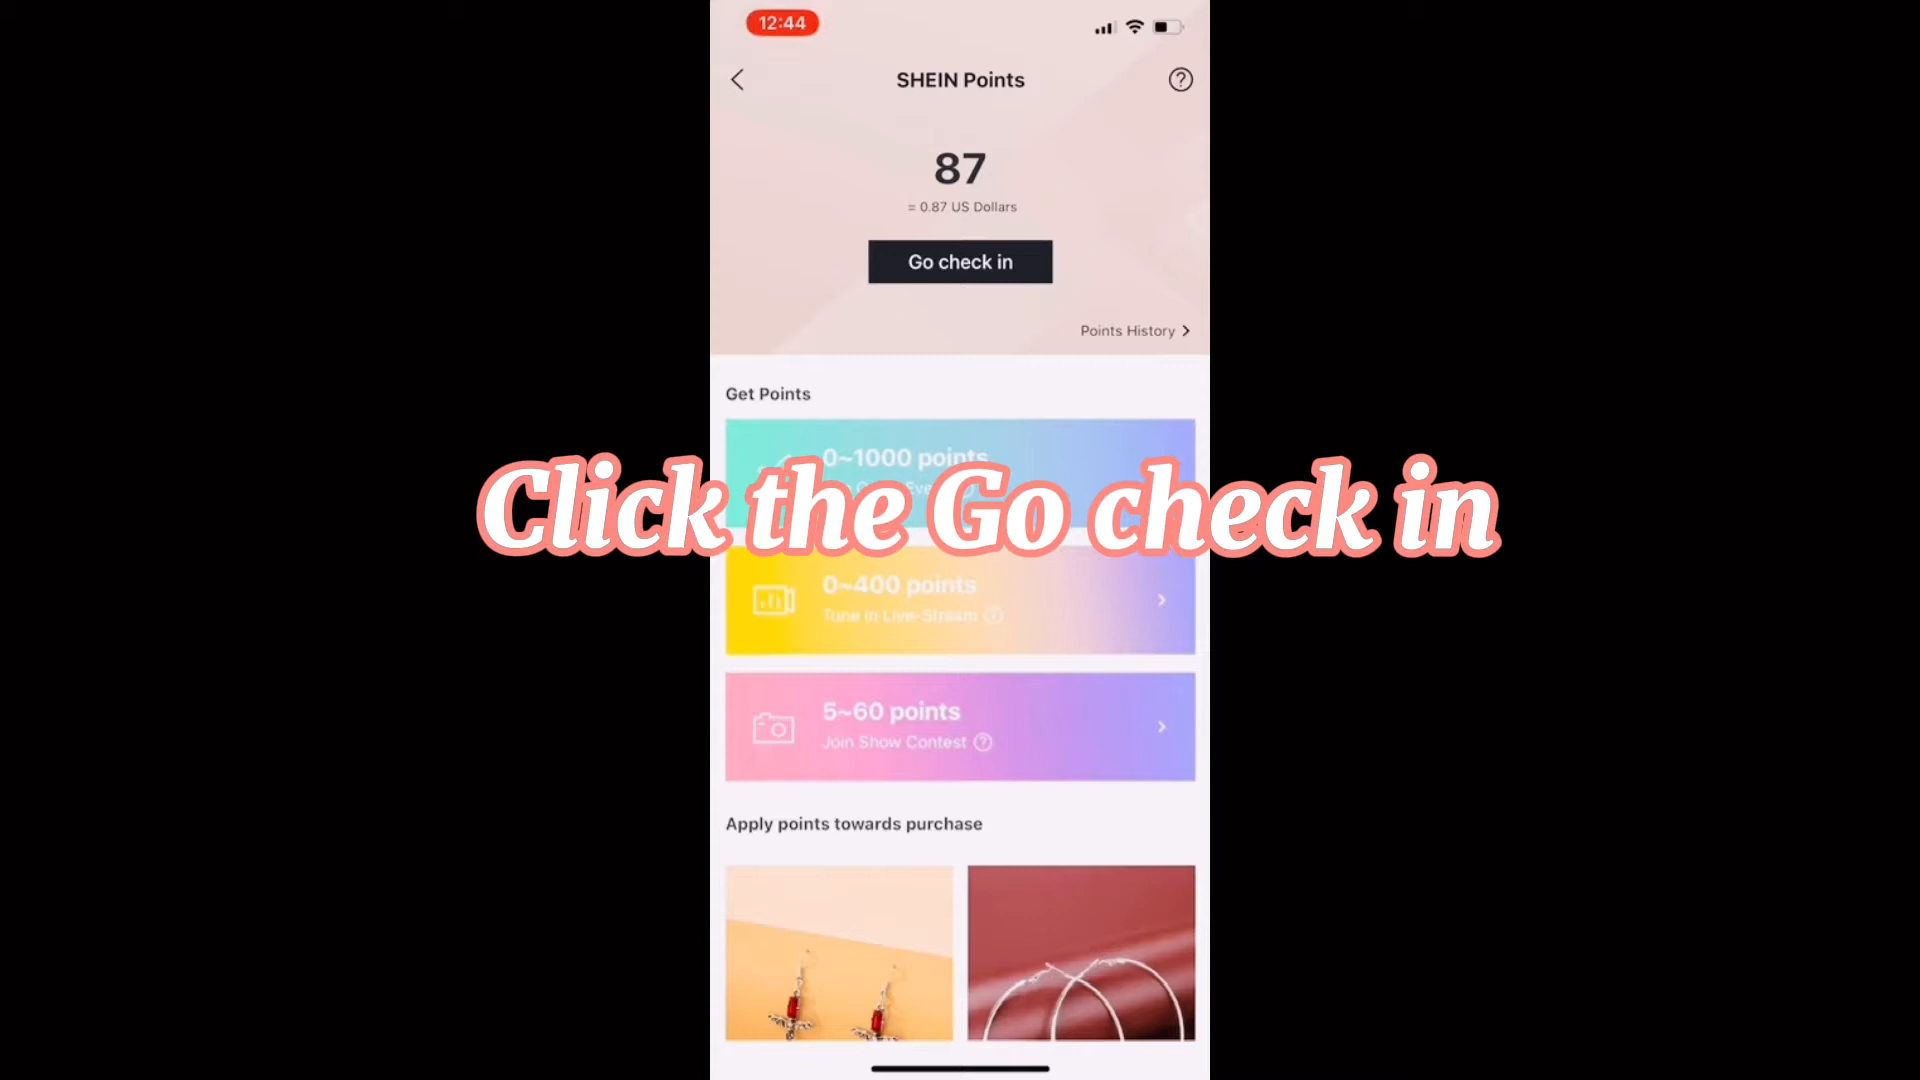 12:44
SHEIN Points
87
= 0.87 US Dollars
Go check in
Points History
Get Points
0~1000 points
Click the Go check in
0~400 points
Tune in Live-Stream
5~60 points
Join Show Contest
Apply points towards purchase